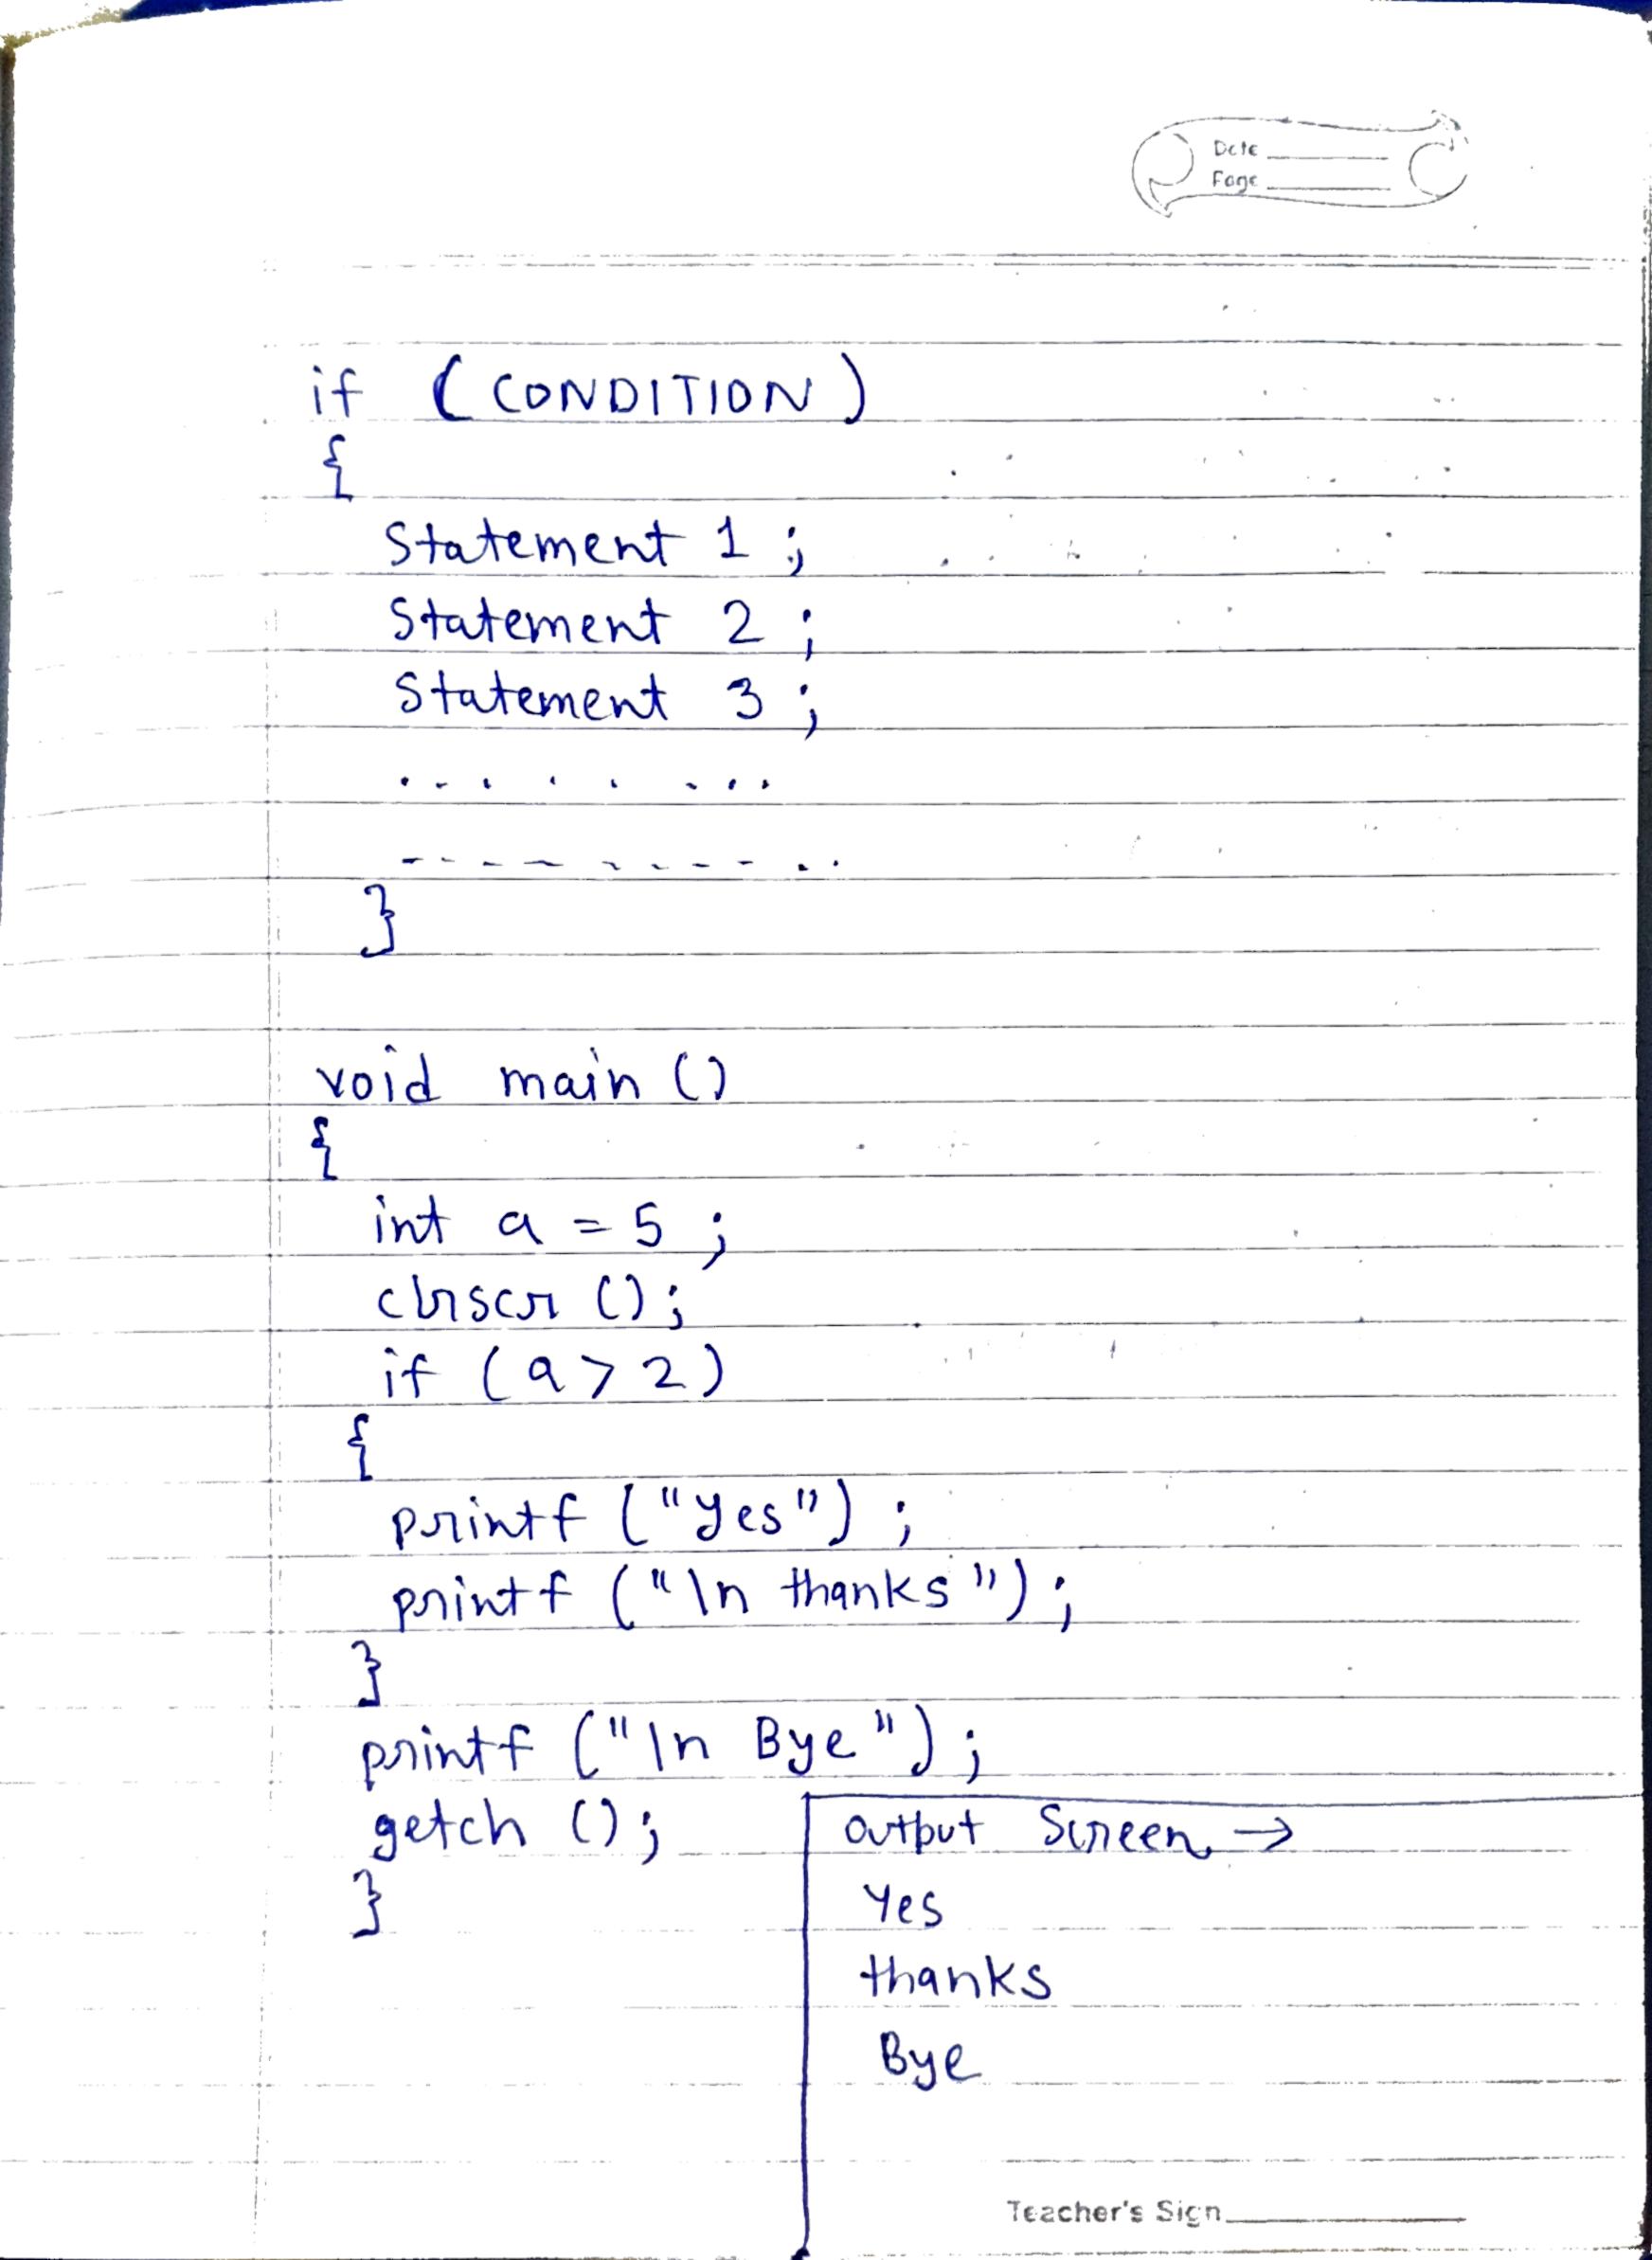 Date
Page
if (CONDITION)
{
Statement 1 ;
Statement 2 ;
Statement 3 ;
.........
-----------..
}
void main ()
{
int a = 5 ;
clrscr ();
if (a > 2)
{
printf ("Yes") ;
printf ("\n thanks") ;
}
printf ("\n Bye") ;
getch ();
}
Output Screen →
Yes
thanks
Bye
Teacher's Sign